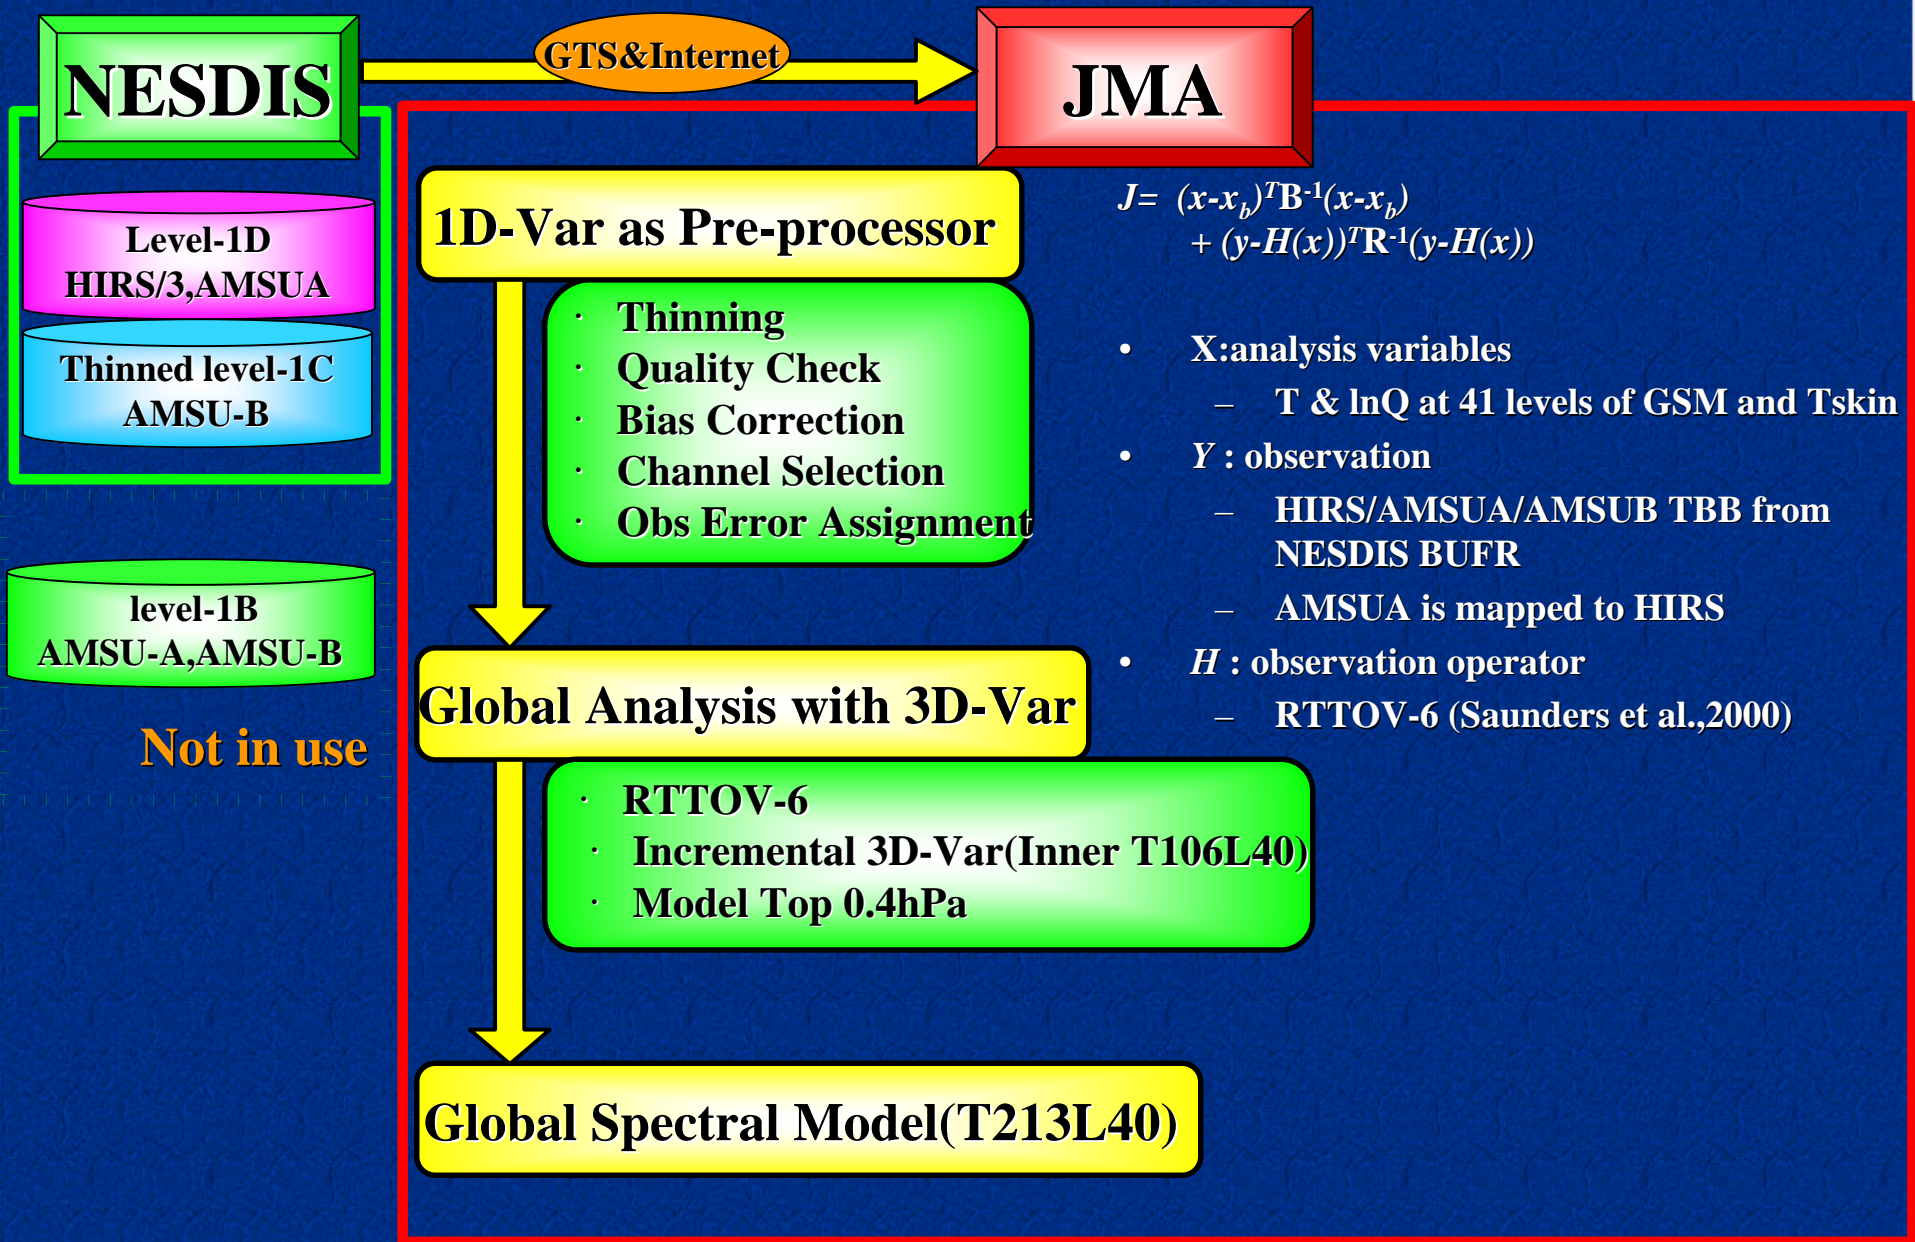 NESDIS
GTS&Internet
JMA
Level-1D
HIRS/3,AMSUA
Thinned level-1C
AMSU-B
level-1B
AMSU-A,AMSU-B
Not in use
1D-Var as Pre-processor
· Thinning
· Quality Check
· Bias Correction
· Channel Selection
· Obs Error Assignment
Global Analysis with 3D-Var
· RTTOV-6
· Incremental 3D-Var(Inner T106L40)
· Model Top 0.4hPa
Global Spectral Model(T213L40)
J= (x-x_b)^T B^-1 (x-x_b)
+ (y-H(x))^T R^-1 (y-H(x))
• X:analysis variables
– T & lnQ at 41 levels of GSM and Tskin
• Y : observation
– HIRS/AMSUA/AMSUB TBB from
NESDIS BUFR
– AMSUA is mapped to HIRS
• H : observation operator
– RTTOV-6 (Saunders et al.,2000)